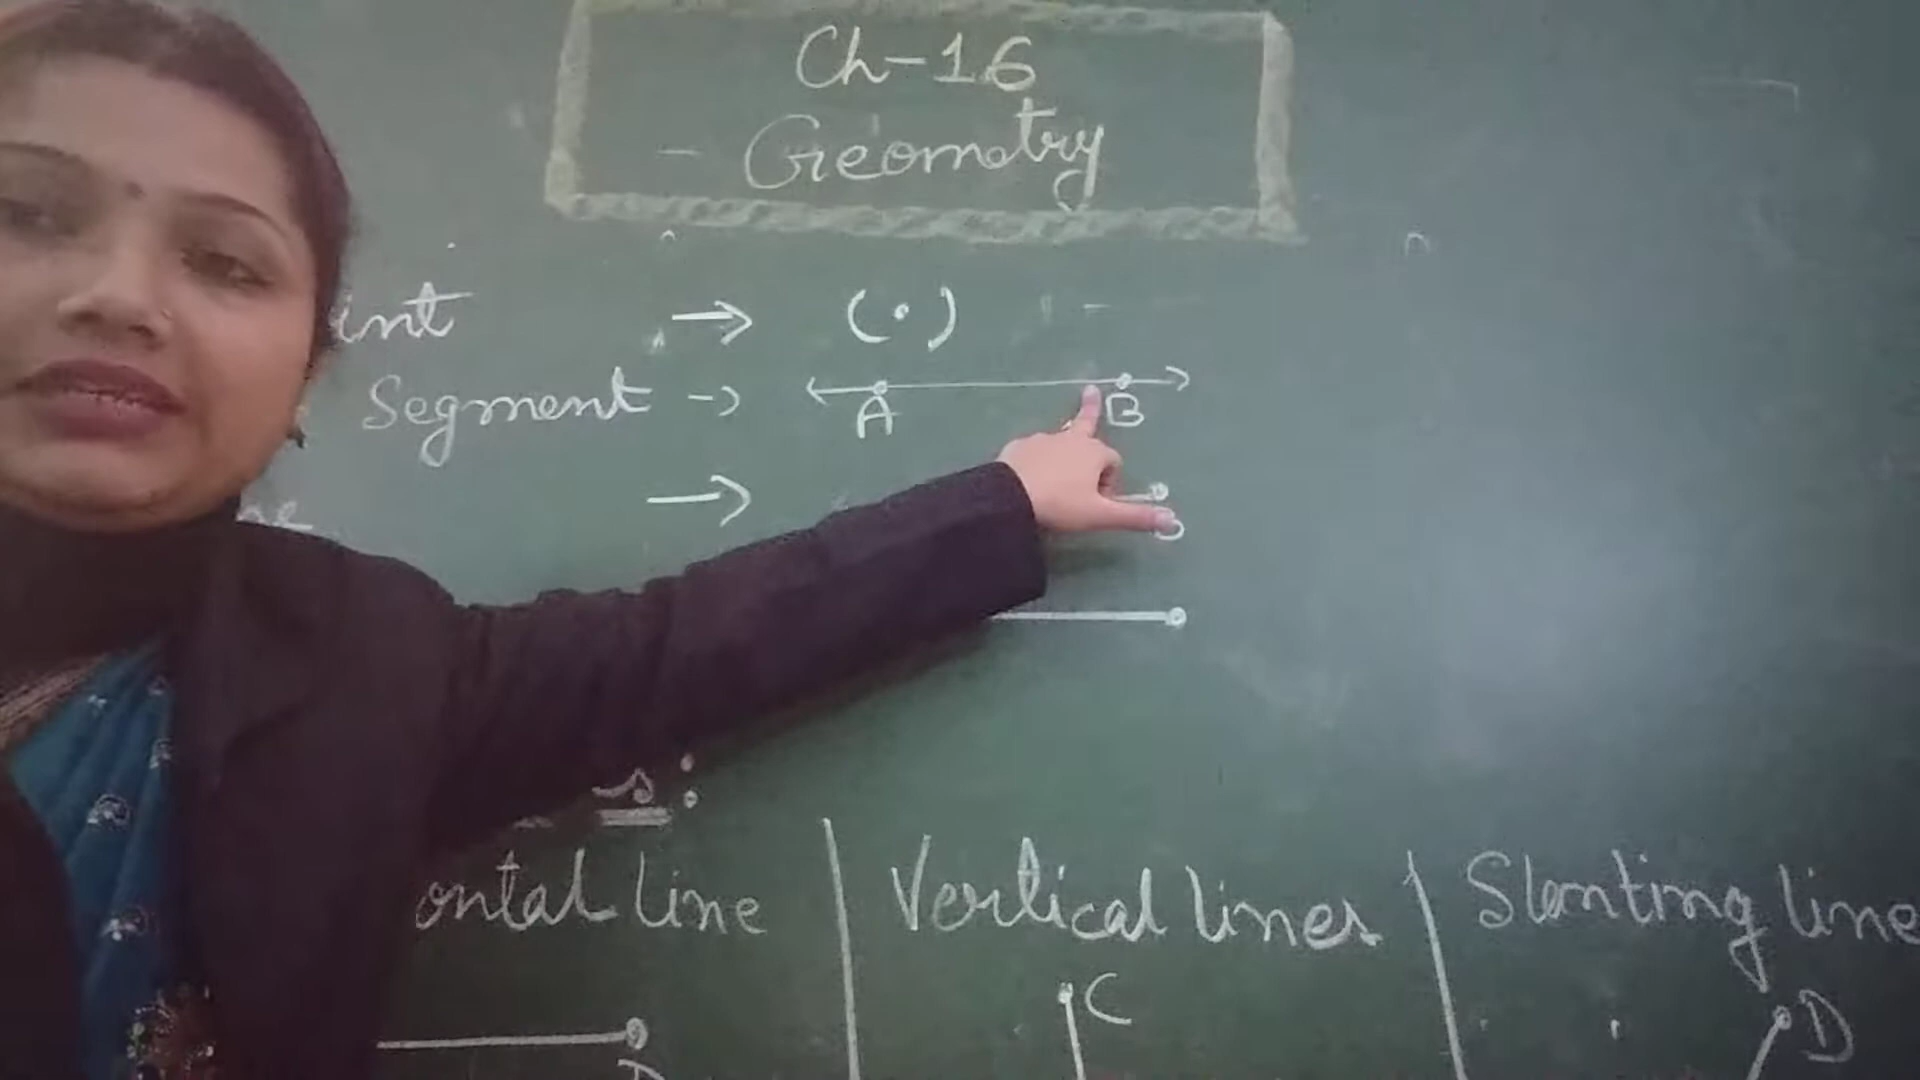 Ch-16
- Geometry
int → (·)
Segment → A B
→
s:
ontal line
Vertical lines
Slanting line
C
D
D